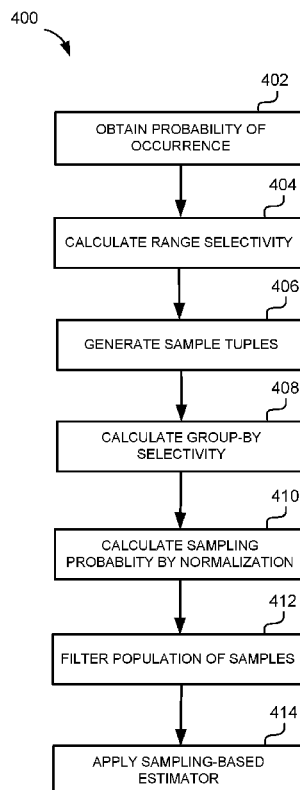 400
402
OBTAIN PROBABILITY OF
OCCURRENCE
404
CALCULATE RANGE SELECTIVITY
406
GENERATE SAMPLE TUPLES
408
CALCULATE GROUP-BY
SELECTIVITY
410
CALCULATE SAMPLING
PROBABLITY BY NORMALIZATION
412
FILTER POPULATION OF SAMPLES
414
APPLY SAMPLING-BASED
ESTIMATOR